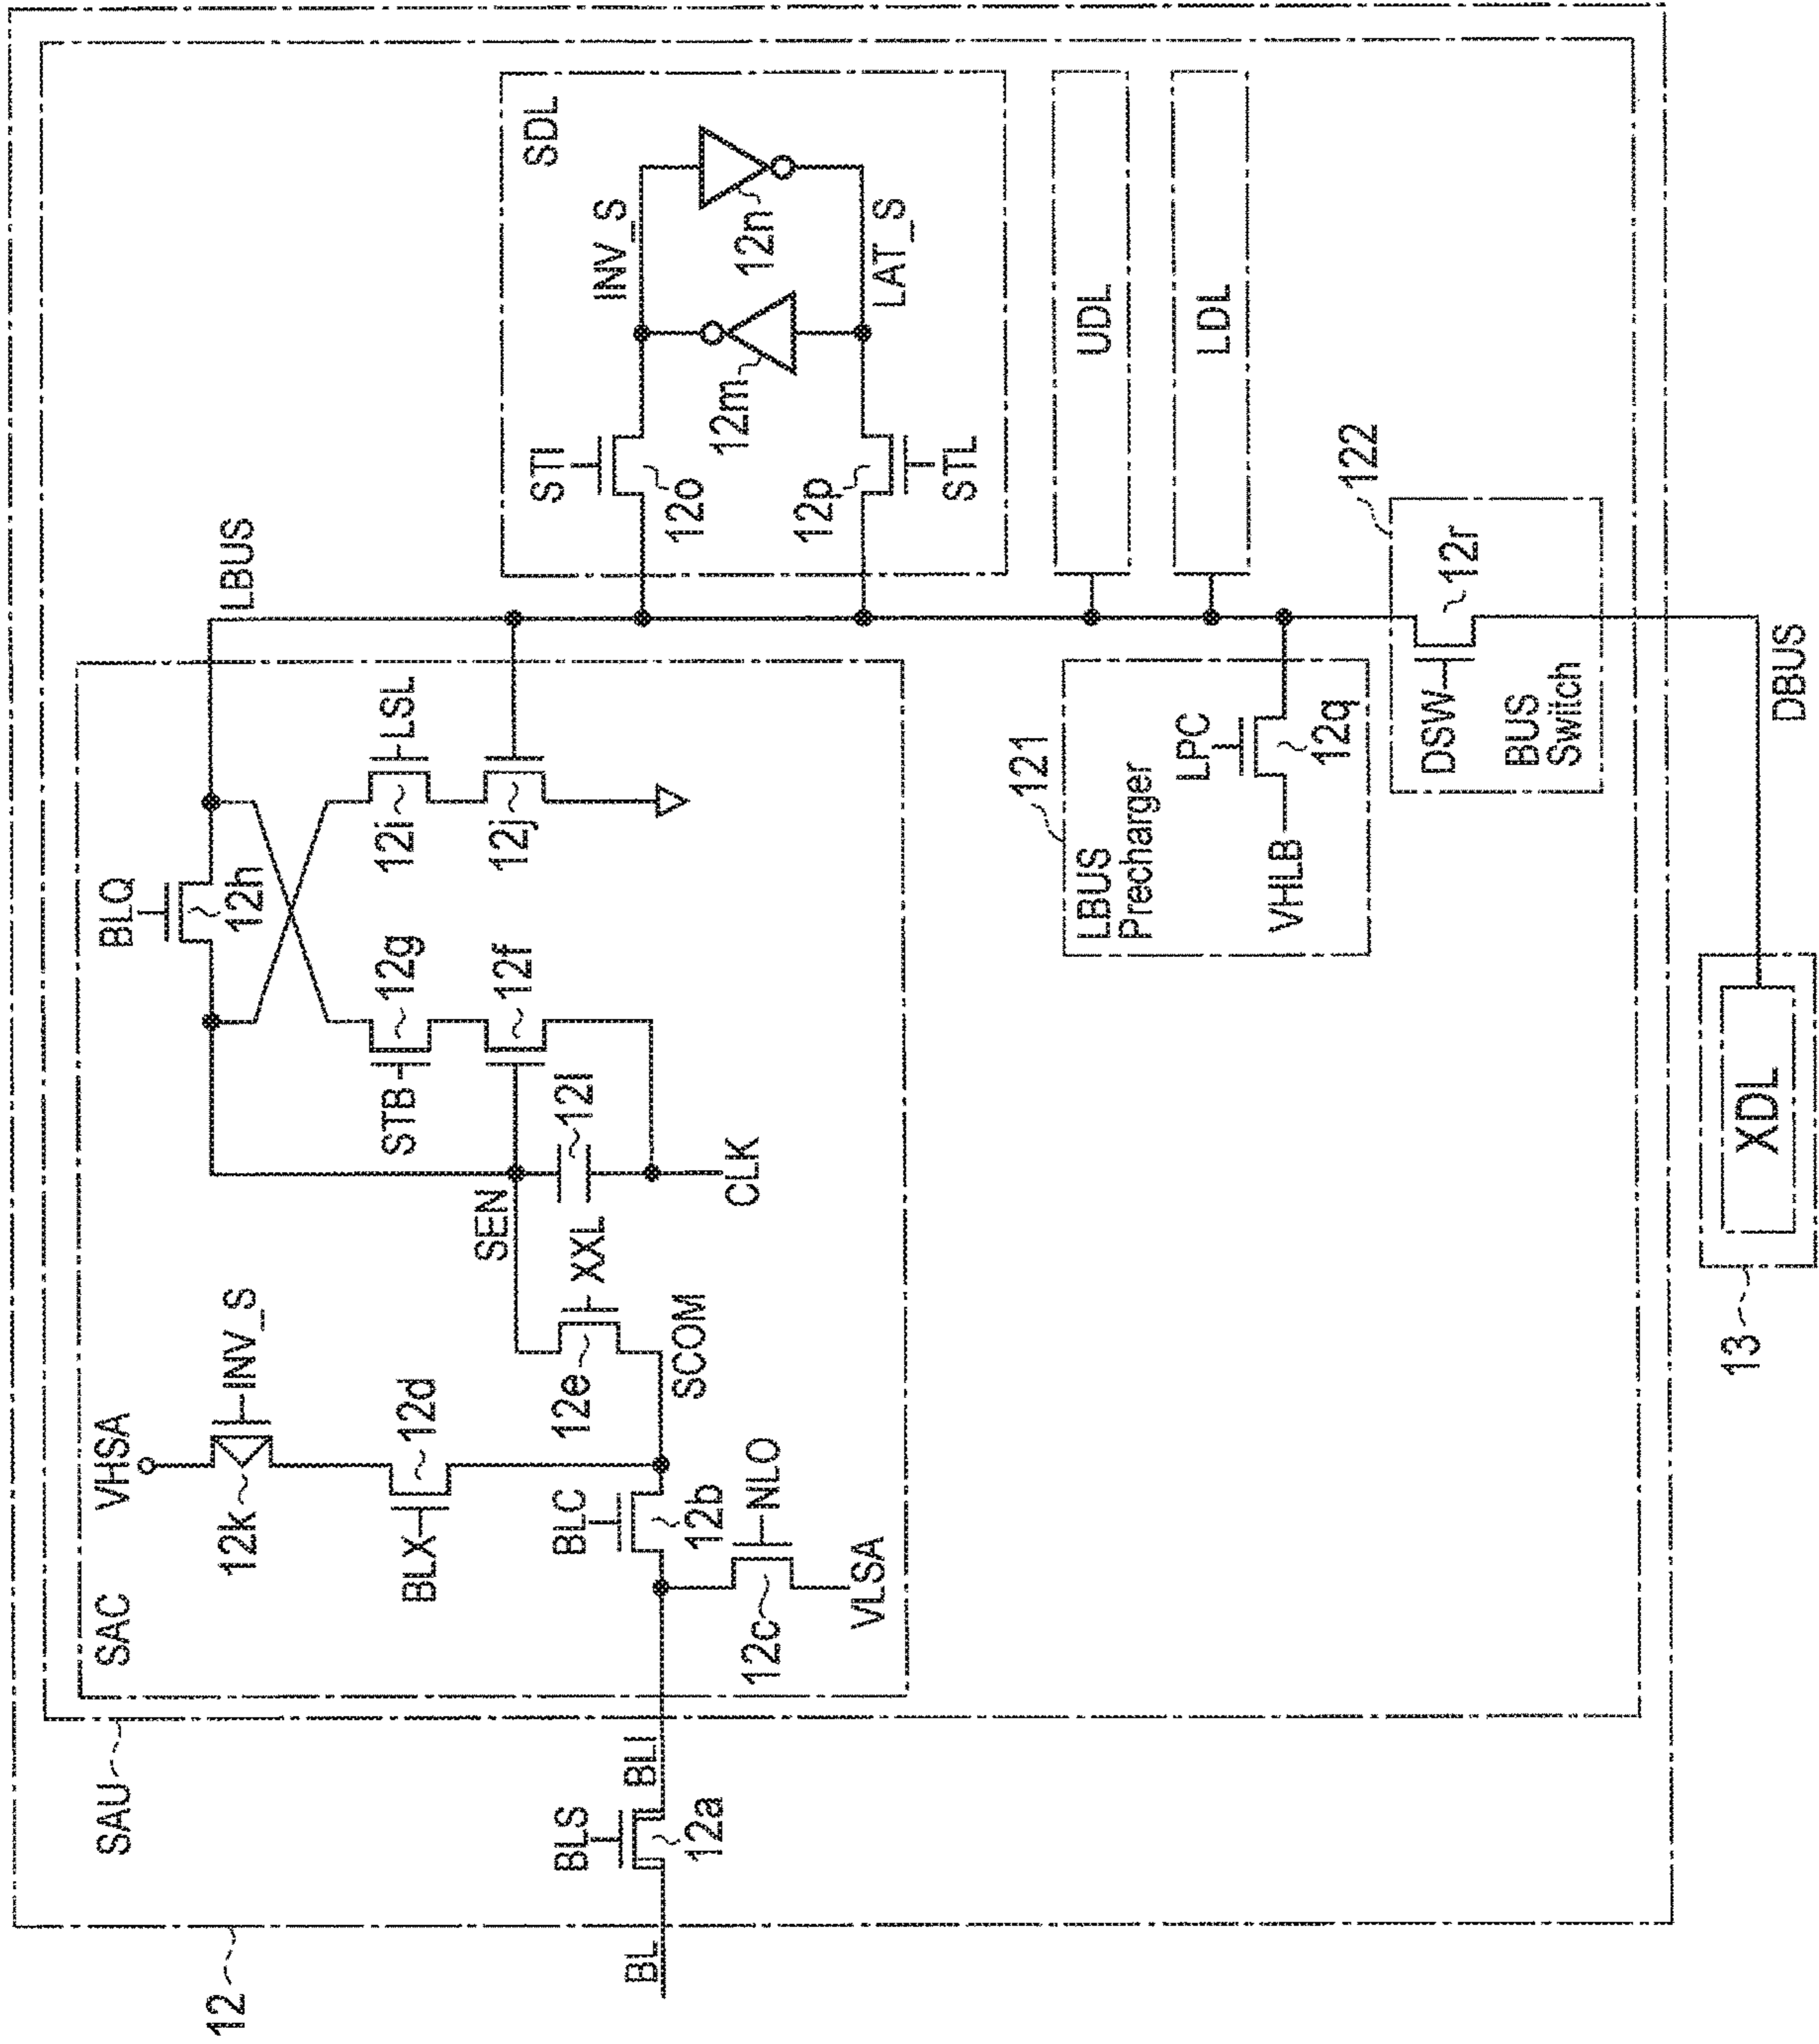 12
SAU
SAC
VHSA
12k
INV_S
BLX
12d
BLC
12b
SCOM
12e
XXL
SEN
12l
CLK
STB
12g
12f
BLQ
12h
12i
LSL
12j
LBUS
NLO
12c
VLSA
BL
BLS
12a
BLI
SDL
STI
12o
INV_S
12m
12n
12p
STL
LAT_S
UDL
LDL
121
LBUS
Precharger
LPC
VHLB
12q
122
DSW
12r
BUS
Switch
DBUS
13
XDL